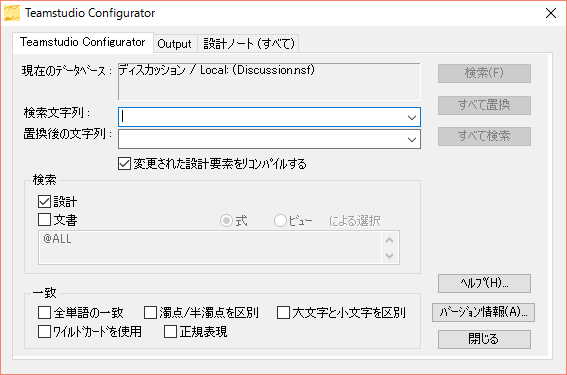 Teamstudio Configurator
Teamstudio Configurator Output 設計ノート (すべて)
現在のデータベース : ディスカッション / Local: (Discussion.nsf) 検索(F)
検索文字列 : すべて置換
置換後の文字列 : すべて検索
変更された設計要素をリコンパイルする
検索
設計
文書 式 ビュー による選択
@ALL
ヘルプ(H)...
一致
全単語の一致 濁点/半濁点を区別 大文字と小文字を区別 バージョン情報(A)...
ワイルドカードを使用 正規表現 閉じる